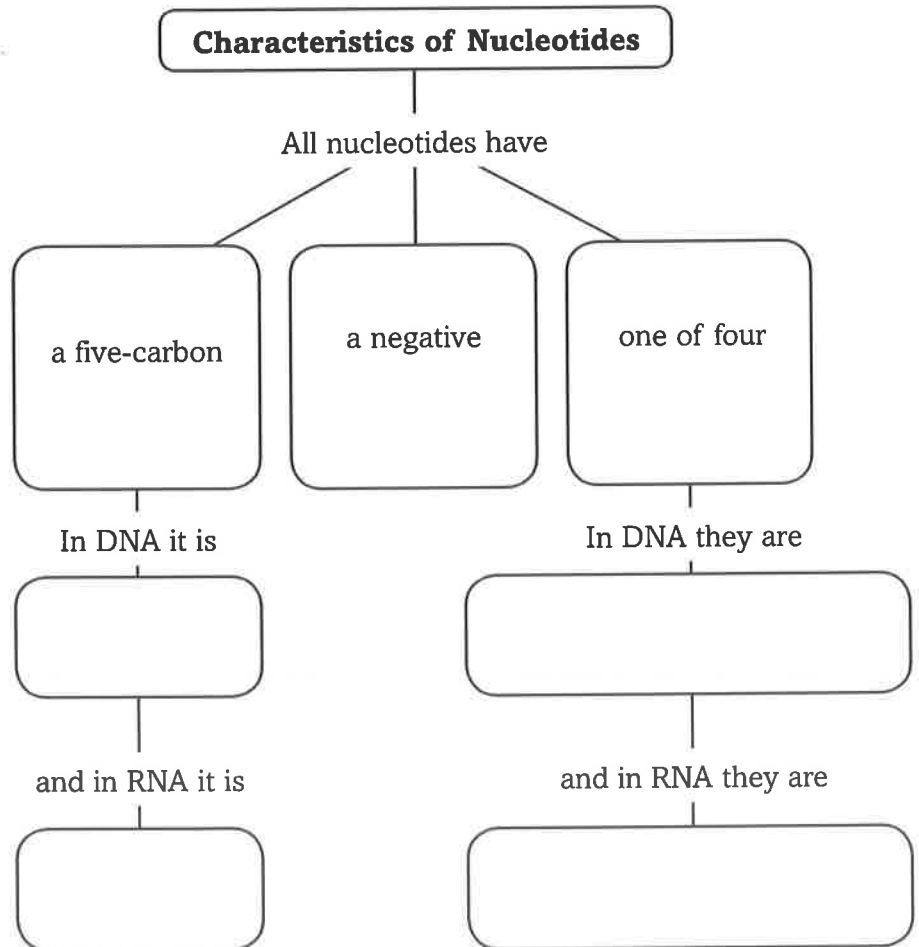 Characteristics of Nucleotides
All nucleotides have
a five-carbon
a negative
one of four
In DNA it is
In DNA they are
and in RNA it is
and in RNA they are